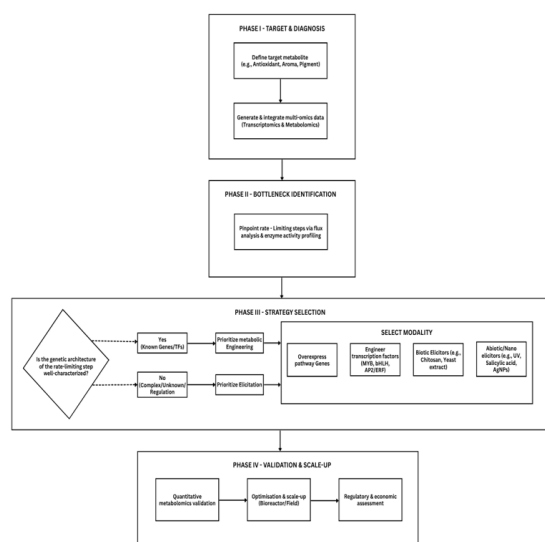 PHASE I - TARGET & DIAGNOSIS
Define target metabolite
(e.g., Antioxidant, Aroma, Pigment)
Generate & integrate multi-omics data
(Transcriptomics & Metabolomics)
PHASE II - BOTTLENECK IDENTIFICATION
Pinpoint rate - Limiting steps via flux
analysis & enzyme activity profiling
PHASE III - STRATEGY SELECTION
Is the genetic architecture
of the rate-limiting step
well-characterized?
Yes
(Known Genes/TFs)
Prioritize metabolic
Engineering
No
(Complex/Unknown/
Regulation
Prioritize Elicitation
SELECT MODALITY
Overexpress
pathway Genes
Engineer
transcription factors
(MYB, bHLH,
AP2/ERF)
Biotic Elicitors (e.g.,
Chitosan, Yeast
extract)
Abiotic/Nano
elicitors (e.g., UV,
Salicylic acid,
AgNPs)
PHASE IV - VALIDATION & SCALE-UP
Quantitative
metabolomics validation
Optimisation & scale-up
(Bioreactor/Field)
Regulatory & economic
assessment